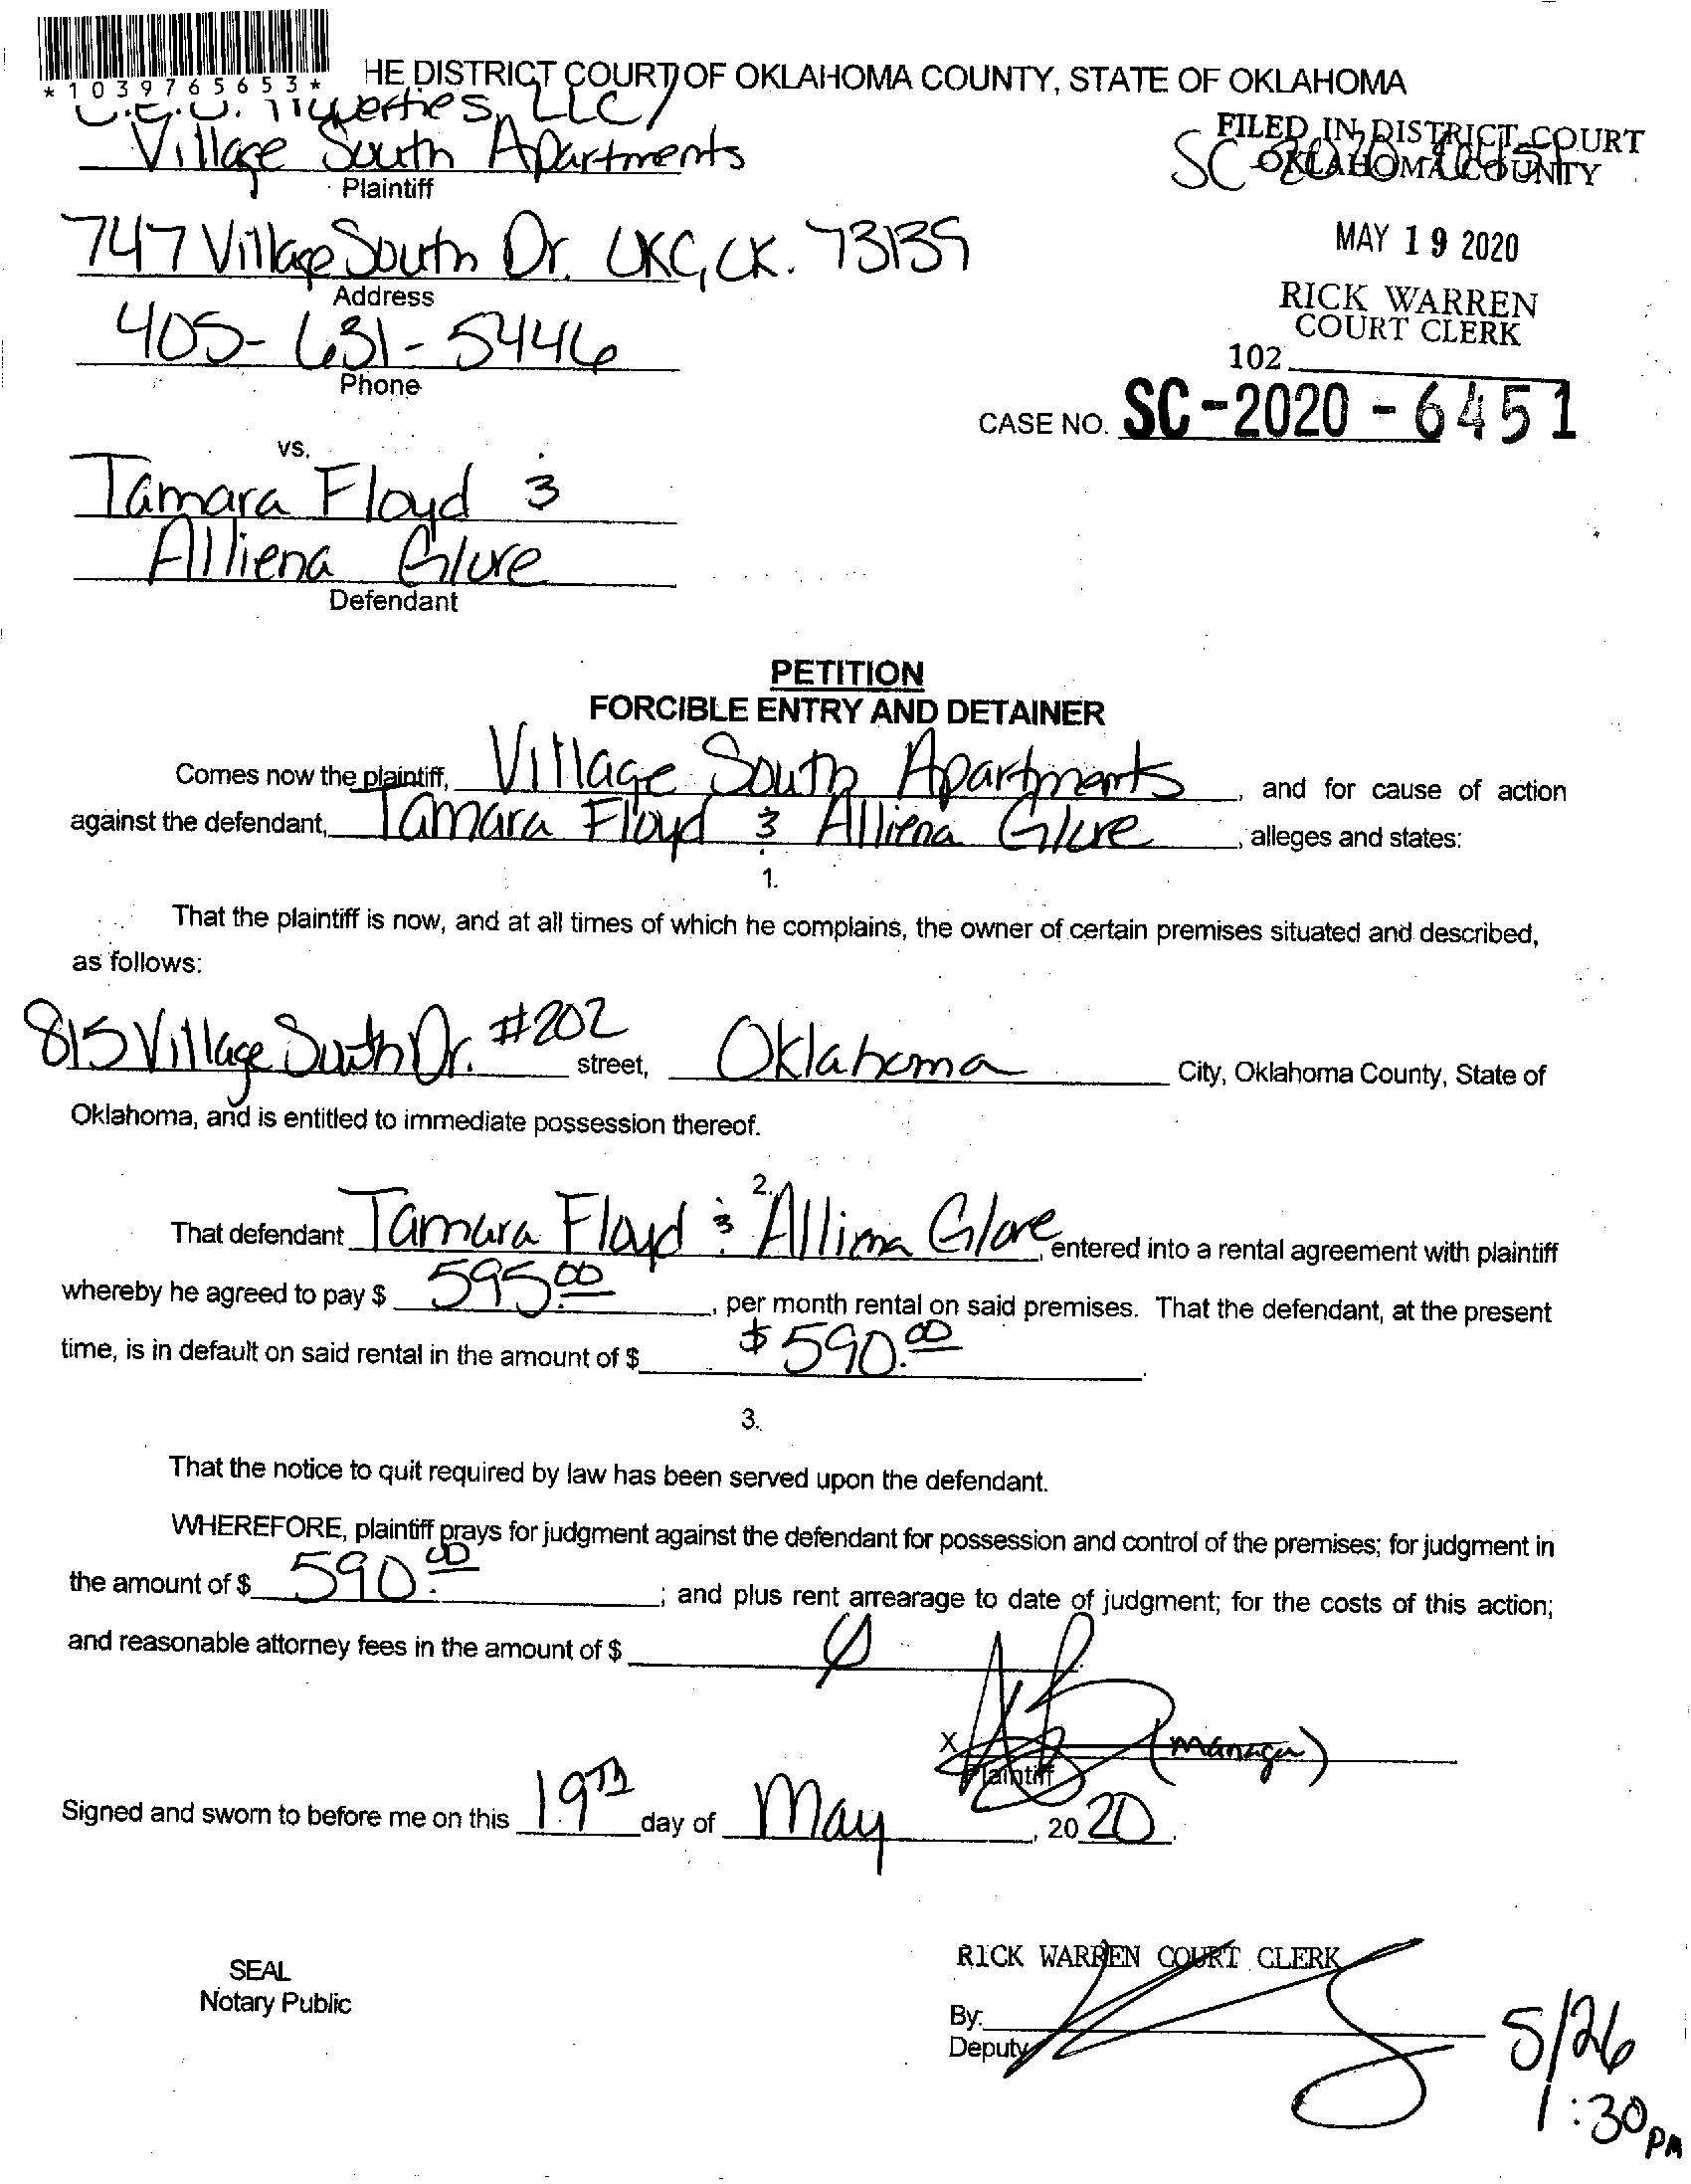 *1039765653*
HE DISTRICT COURT OF OKLAHOMA COUNTY, STATE OF OKLAHOMA
LLC/
Village South Apartments
Plaintiff
FILED IN DISTRICT COURT
OKLAHOMA COUNTY
747 Village South Dr. OKC, OK. 73139
Address
MAY 19 2020
RICK WARREN
COURT CLERK
405-631-5446
Phone
102
CASE NO. SC-2020-6451
vs.
Tamara Floyd &
Alliena Glore
Defendant
PETITION
FORCIBLE ENTRY AND DETAINER
Comes now the plaintiff, Village South Apartments, and for cause of action
against the defendant, Tamara Floyd & Alliena Glore, alleges and states:
1.
That the plaintiff is now, and at all times of which he complains, the owner of certain premises situated and described,
as follows:
815 Village South Dr. #202 street, Oklahoma City, Oklahoma County, State of
Oklahoma, and is entitled to immediate possession thereof.
2.
That defendant Tamara Floyd & Alliena Glore, entered into a rental agreement with plaintiff
whereby he agreed to pay $ 595.00, per month rental on said premises. That the defendant, at the present
time, is in default on said rental in the amount of $ $590.00.
3.
That the notice to quit required by law has been served upon the defendant.
WHEREFORE, plaintiff prays for judgment against the defendant for possession and control of the premises; for judgment in
the amount of $ 590.00; and plus rent arrearage to date of judgment; for the costs of this action;
and reasonable attorney fees in the amount of $
X (manager)
Plaintiff
Signed and sworn to before me on this 19th day of May, 20 20.
SEAL
Notary Public
RICK WARREN COURT CLERK
By:
Deputy
5/26
1:30 PM